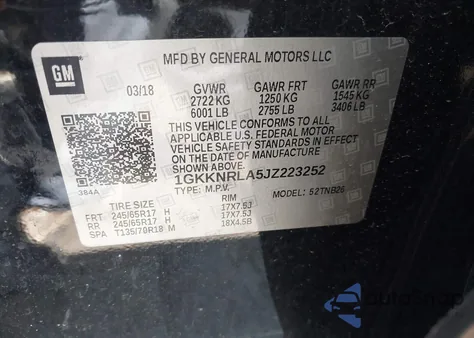 GM
MFD BY GENERAL MOTORS LLC
03/18 GVWR GAWR FRT GAWR RR
2722 KG 1250 KG 1545 KG
6001 LB 2755 LB 3406 LB
THIS VEHICLE CONFORMS TO ALL
APPLICABLE U.S. FEDERAL MOTOR
VEHICLE SAFETY STANDARDS IN EFFECT
ON THE DATE OF MANUFACTURE
SHOWN ABOVE.
384A 1GKKNRLA5JZ223252
TYPE: M.P.V. MODEL: 52TNB26
TIRE SIZE RIM
FRT 245/65R17 H 17X7.5J
RR 245/65R17 H 17X7.5J
SPA T135/70R18 M 18X4.5B
AutoSnap